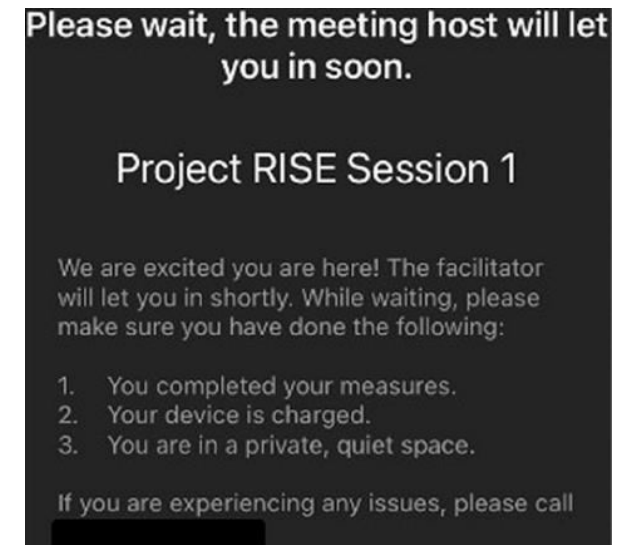 Please wait, the meeting host will let
you in soon.
Project RISE Session 1
We are excited you are here! The facilitator
will let you in shortly. While waiting, please
make sure you have done the following:
1. You completed your measures.
2. Your device is charged.
3. You are in a private, quiet space.
If you are experiencing any issues, please call